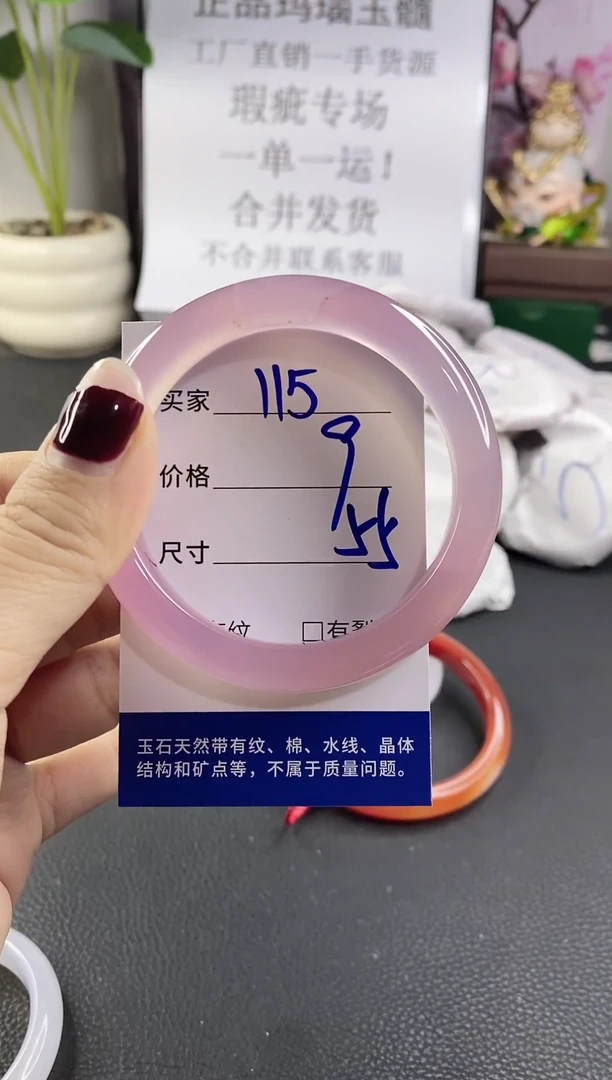 正品玛瑙玉髓
工厂直销一手货源
瑕疵专场
一单一运！
合并发货
不合并联系客服
买家 115
价格
尺寸 55
纹 □有裂
玉石天然带有纹、棉、水线、晶体
结构和矿点等，不属于质量问题。